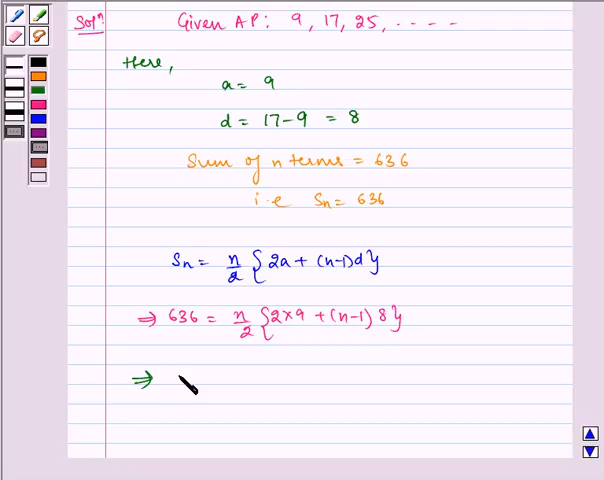 Solⁿ: Given AP: 9, 17, 25, -----
Here,
a = 9
d = 17-9 = 8
Sum of n terms = 636
i.e Sn = 636
Sn = n/2 { 2a + (n-1)d}
⇒ 636 = n/2 { 2×9 + (n-1) 8}
⇒